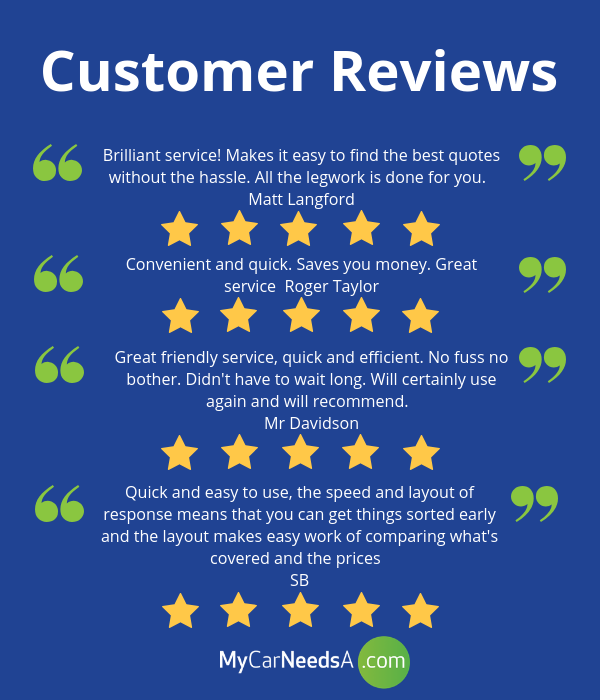 Customer Reviews
Brilliant service! Makes it easy to find the best quotes
without the hassle. All the legwork is done for you.
Matt Langford
Convenient and quick. Saves you money. Great
service  Roger Taylor
Great friendly service, quick and efficient. No fuss no
bother. Didn't have to wait long. Will certainly use
again and will recommend.
Mr Davidson
Quick and easy to use, the speed and layout of
response means that you can get things sorted early
and the layout makes easy work of comparing what's
covered and the prices
SB
MyCarNeedsA.com